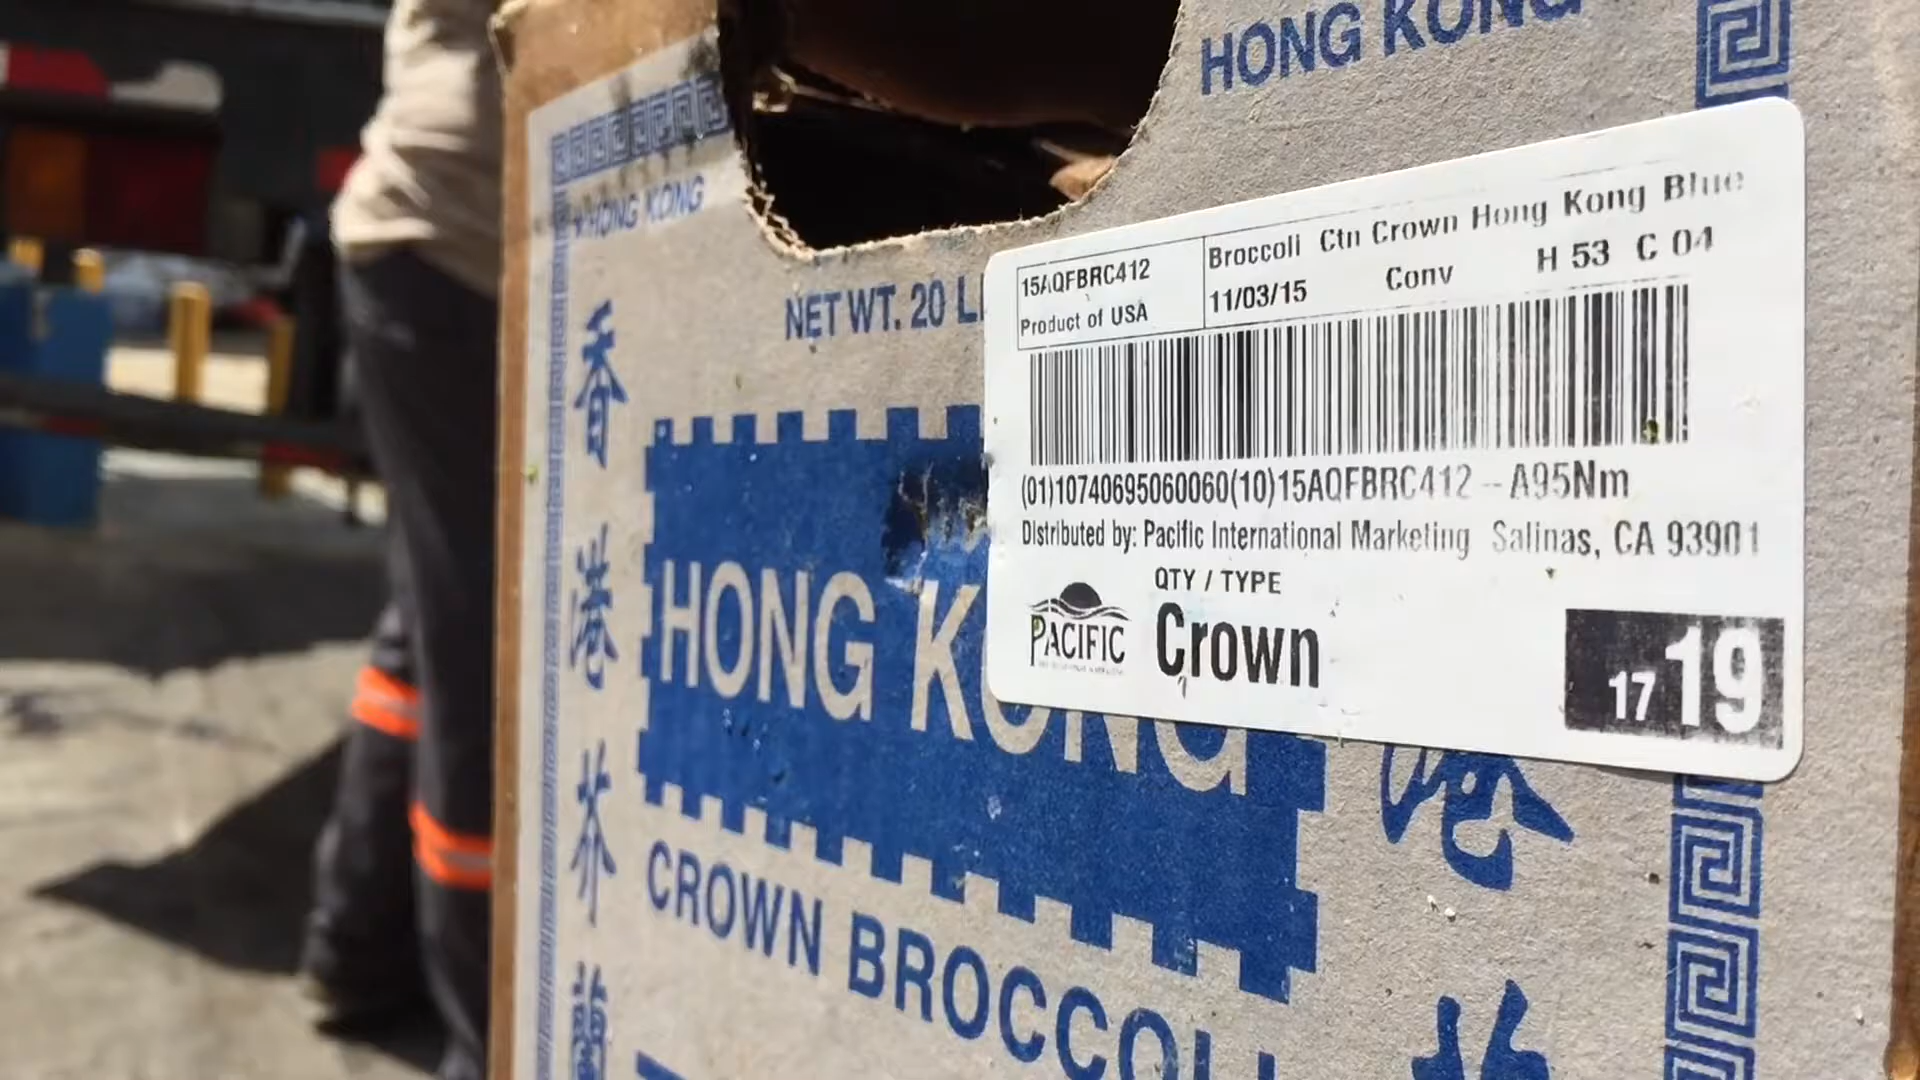 HONG KONG
HONG KONG
NET WT. 20 L
香
港
芥
蘭
HONG KONG
CROWN BROCCOLI
15AQFBRC412
Product of USA
Broccoli Ctn Crown Hong Kong Blue
11/03/15 Conv H 53 C 04
(01)10740695060060(10)15AQFBRC412 -- A95Nm
Distributed by: Pacific International Marketing Salinas, CA 93901
PACIFIC
QTY / TYPE
Crown
17 19